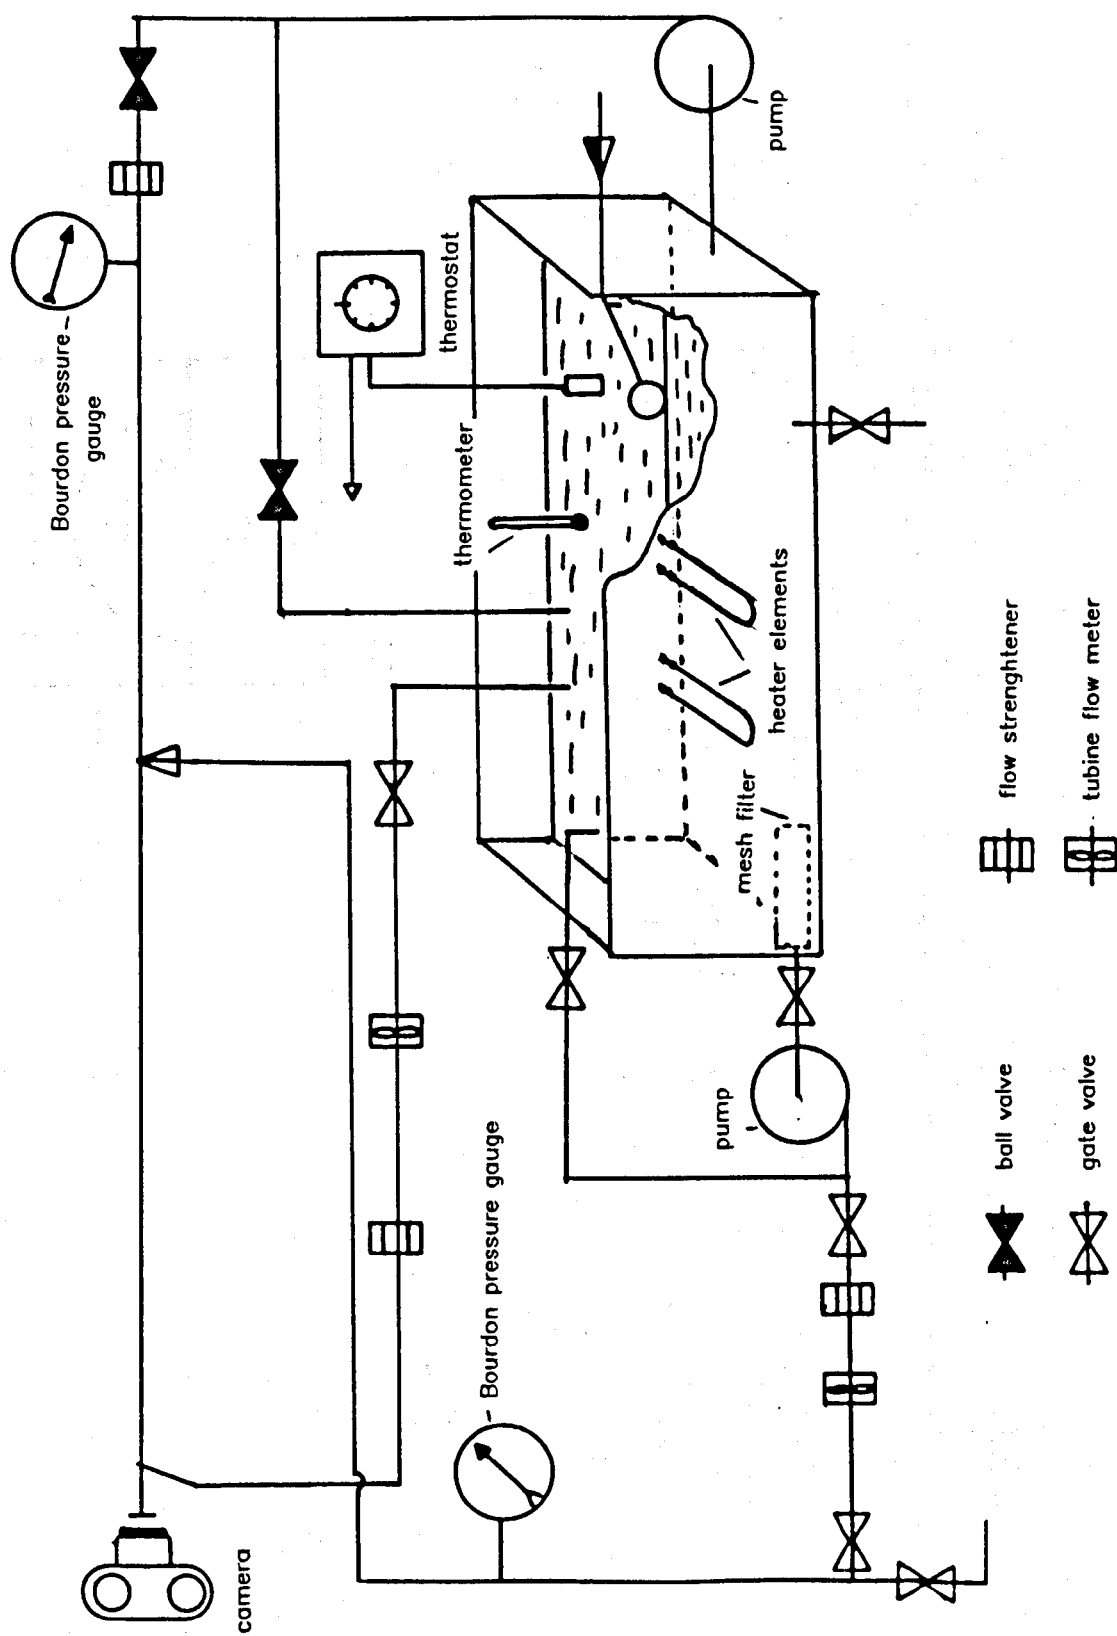 Bourdon pressure
gauge
pump
thermostat
thermometer
heater elements
mesh filter
camera
Bourdon pressure gauge
pump
ball valve
gate valve
flow strenghtener
tubine flow meter